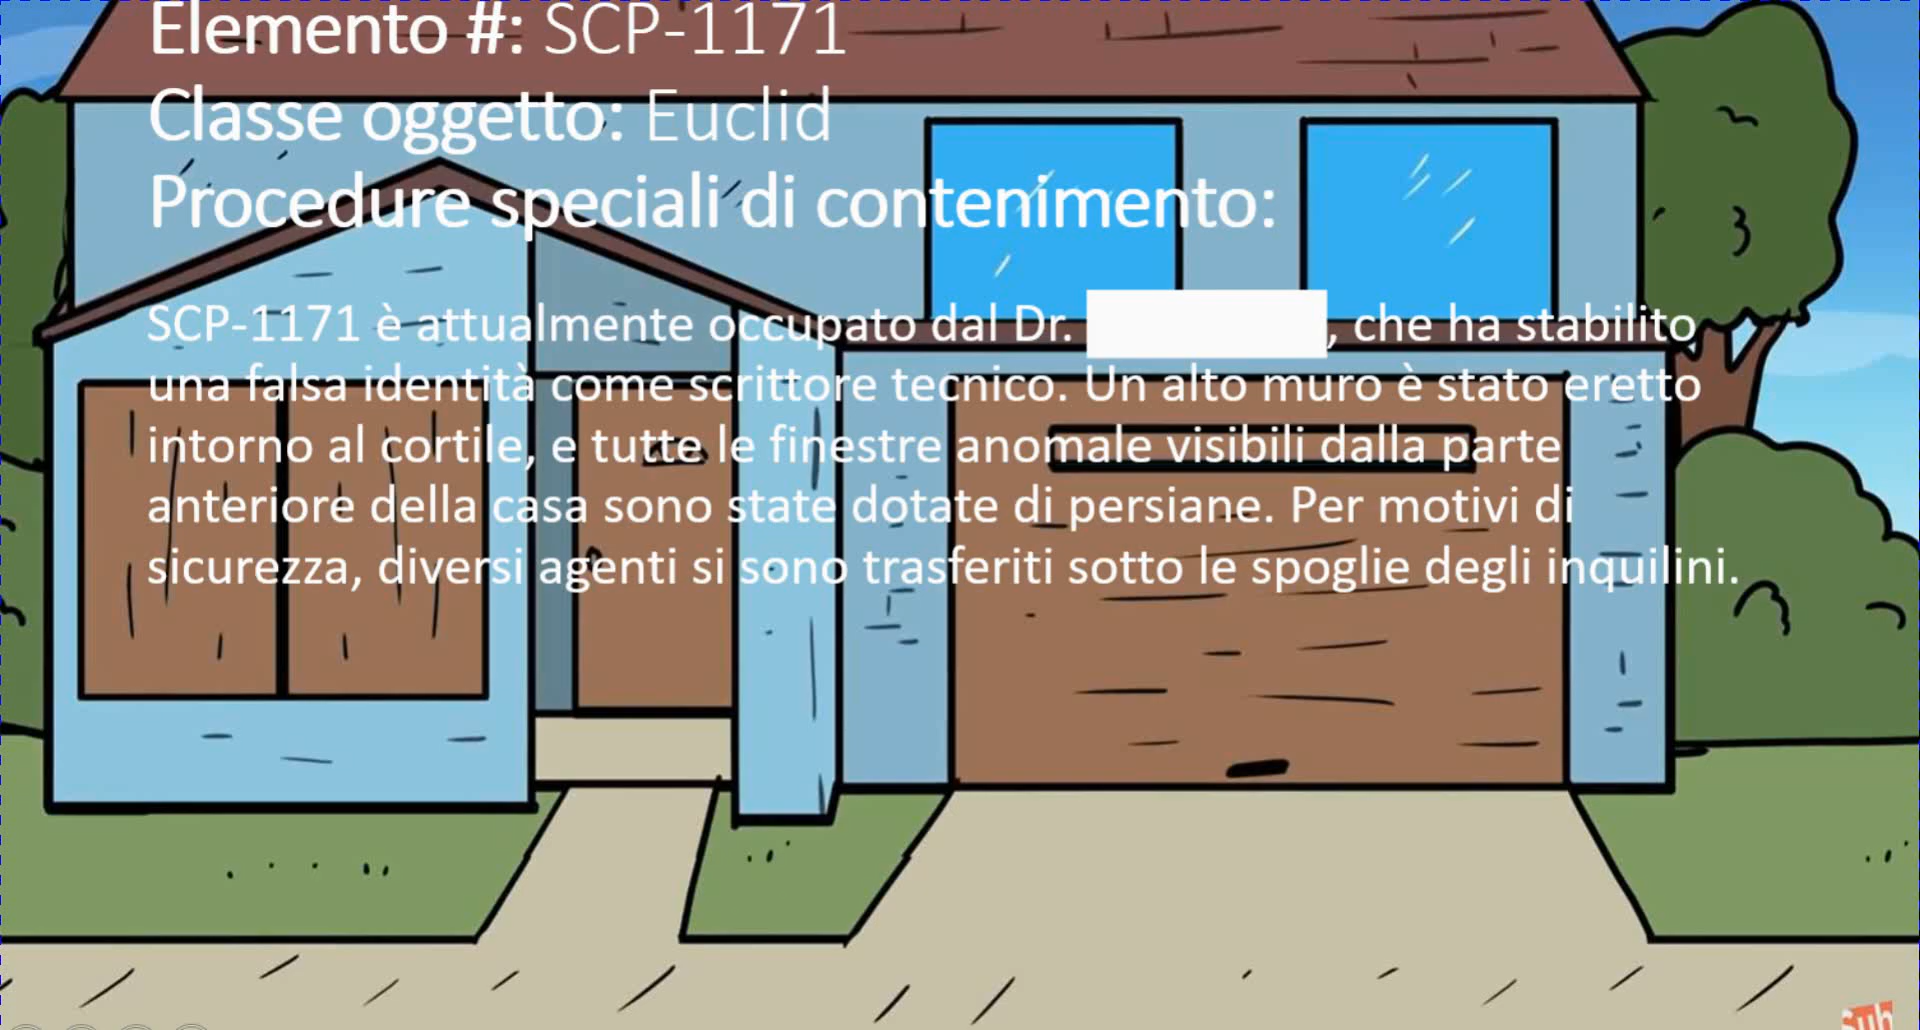 Elemento #: SCP-1171
Classe oggetto: Euclid
Procedure speciali di contenimento:
SCP-1171 è attualmente occupato dal Dr. , che ha stabilito
una falsa identità come scrittore tecnico. Un alto muro è stato eretto
intorno al cortile, e tutte le finestre anomale visibili dalla parte
anteriore della casa sono state dotate di persiane. Per motivi di
sicurezza, diversi agenti si sono trasferiti sotto le spoglie degli inquilini.